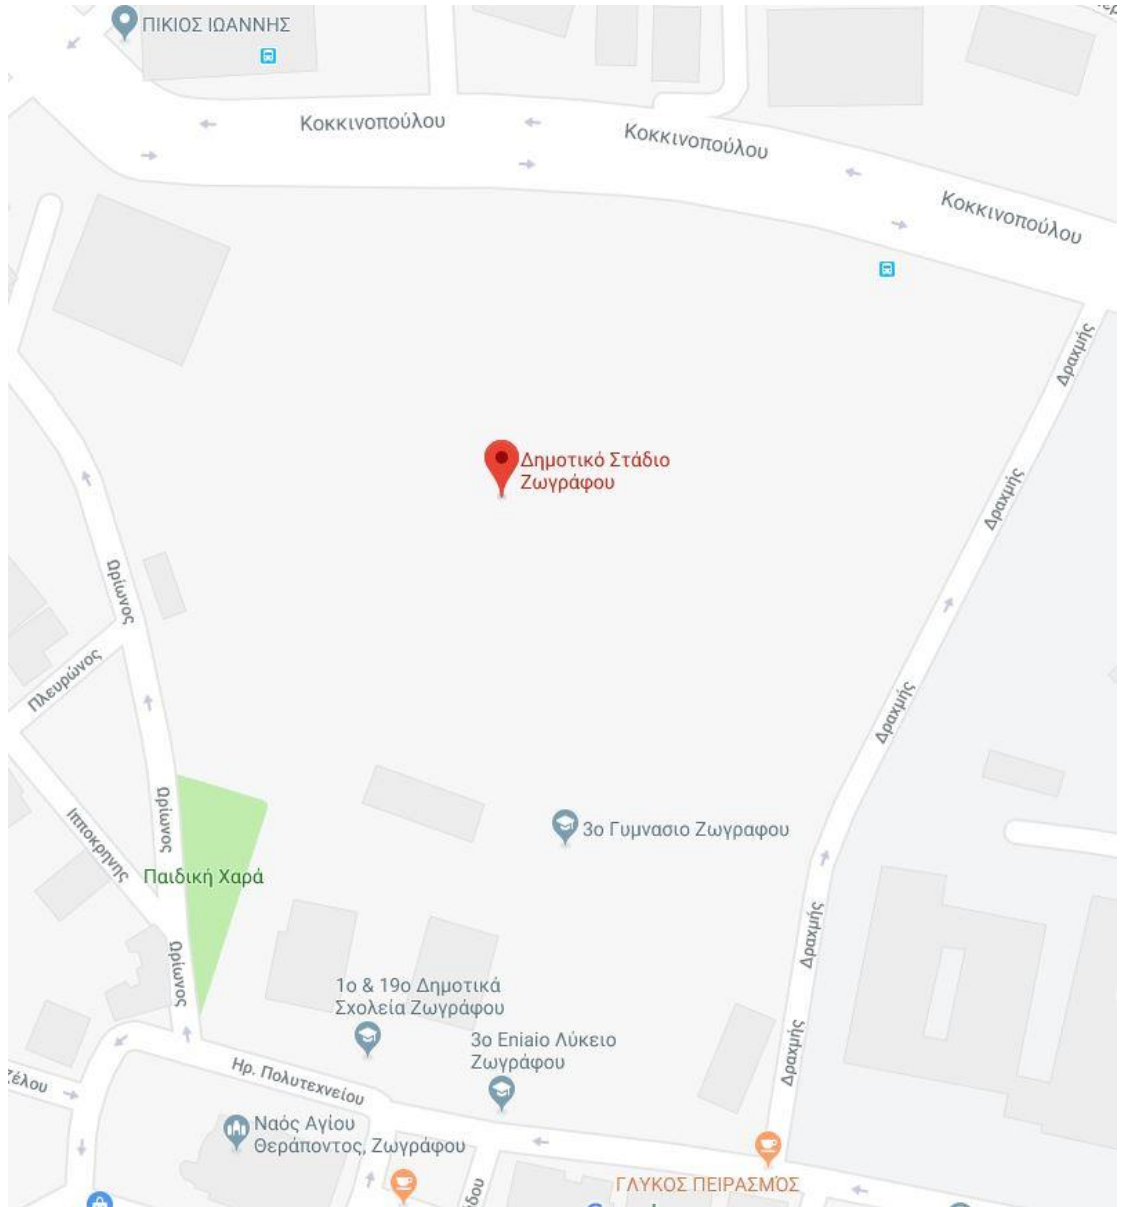 ΠΙΚΙΟΣ ΙΩΑΝΝΗΣ
Κοκκινοπούλου
Κοκκινοπούλου
Κοκκινοπούλου
Δραχμής
Δημοτικό Στάδιο
Ζωγράφου
Δραχμής
Ωρίωνος
Πλευρώνος
Δραχμής
Ωρίωνος
3ο Γυμνασιο Ζωγραφου
Ιπποκρηνης
Παιδική Χαρά
Δραχμής
Ωρίωνος
1ο & 19ο Δημοτικά
Σχολεία Ζωγράφου
3ο Eniaio Λύκειο
Ζωγράφου
Δραχμής
Ηρ. Πολυτεχνείου
Ναός Αγίου
Θεράποντος, Ζωγράφου
ΓΛΥΚΟΣ ΠΕΙΡΑΣΜΟΣ